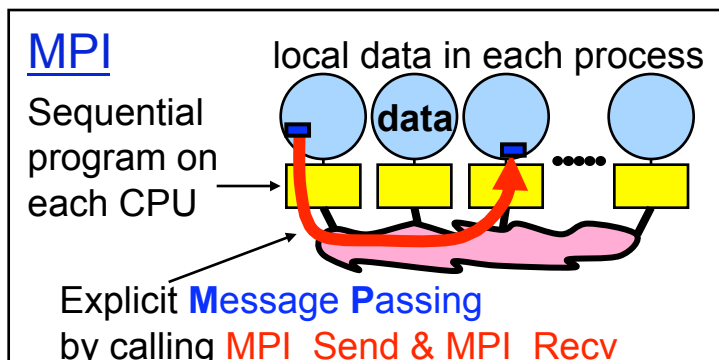 MPI
local data in each process
data
Sequential
program on
each CPU
Explicit Message Passing
by calling MPI_Send & MPI_Recv